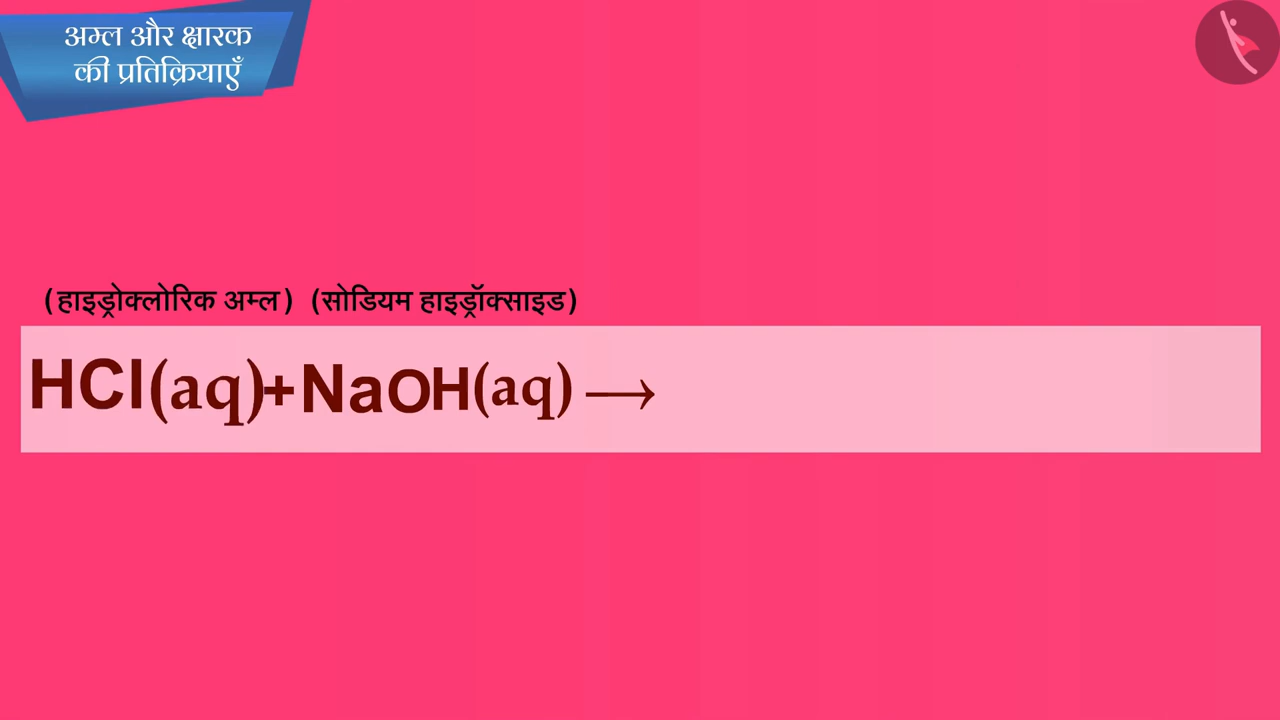 अम्ल और क्षारक
की प्रतिक्रियाएँ
(हाइड्रोक्लोरिक अम्ल) (सोडियम हाइड्रॉक्साइड)
HCl(aq)+NaOH(aq) ⟶